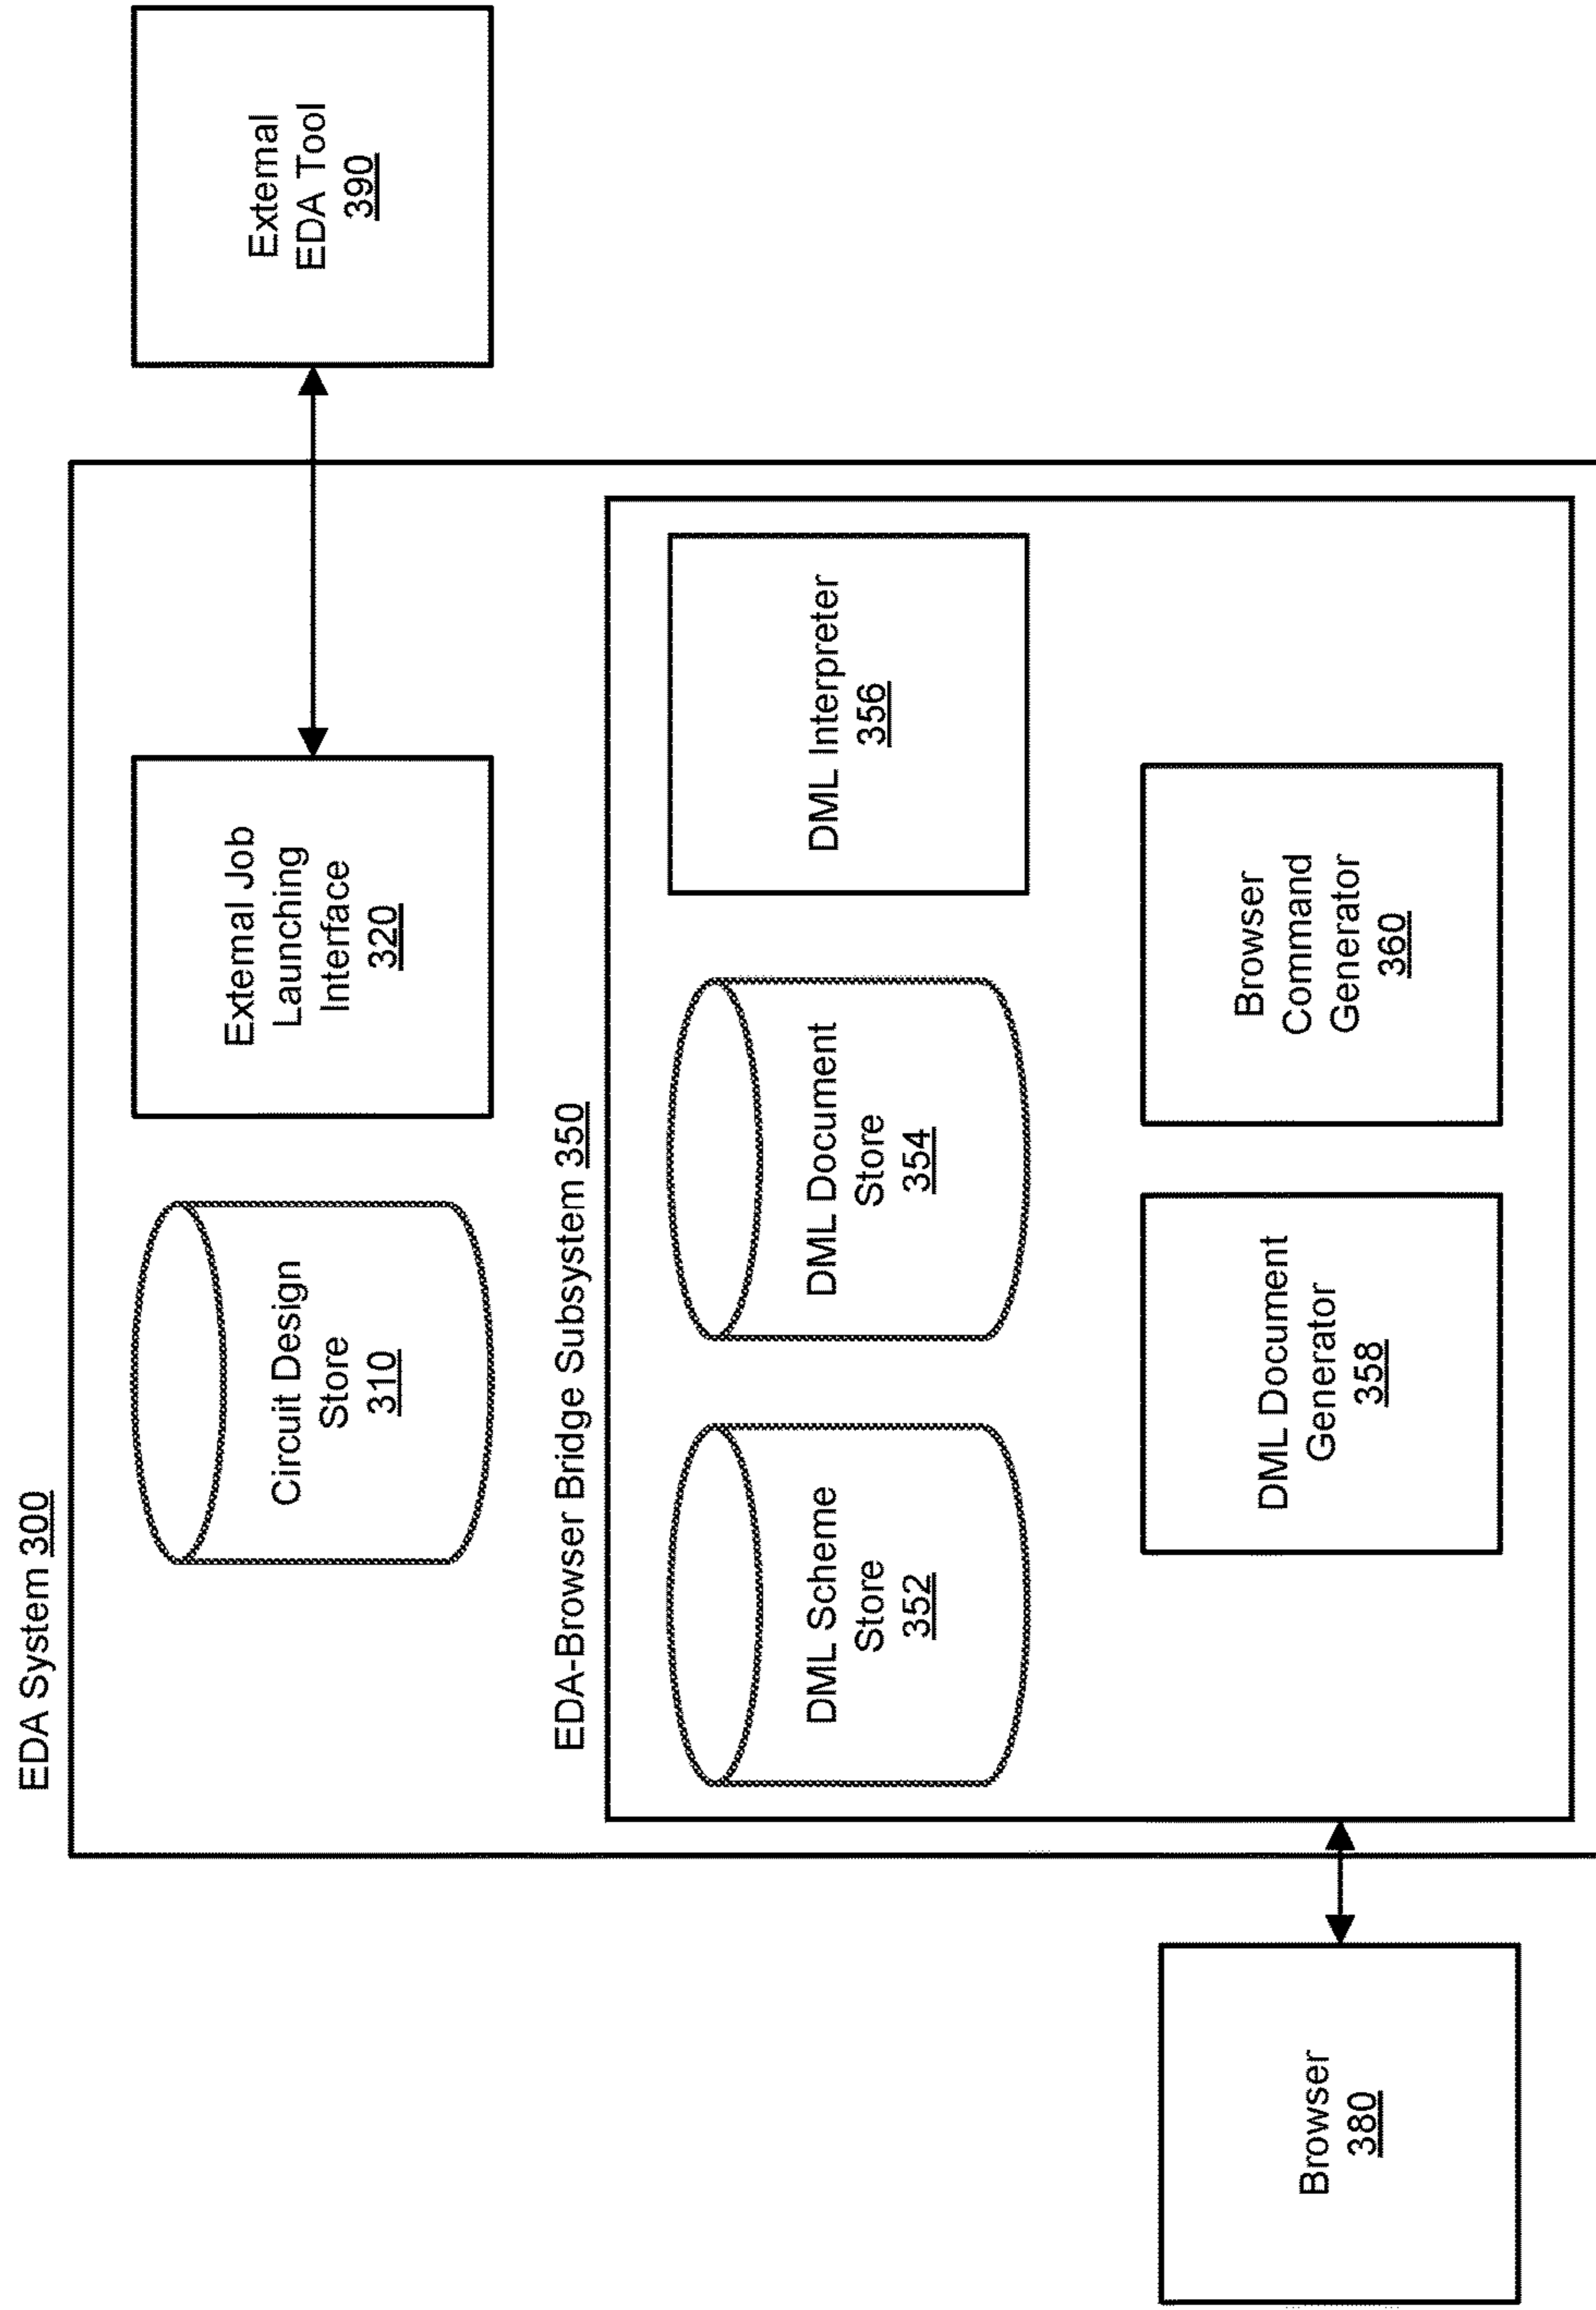 EDA System 300
Circuit Design
Store
310
External Job
Launching
Interface
320
External
EDA Tool
390
EDA-Browser Bridge Subsystem 350
DML Scheme
Store
352
DML Document
Store
354
DML Interpreter
356
DML Document
Generator
358
Browser
Command
Generator
360
Browser
380